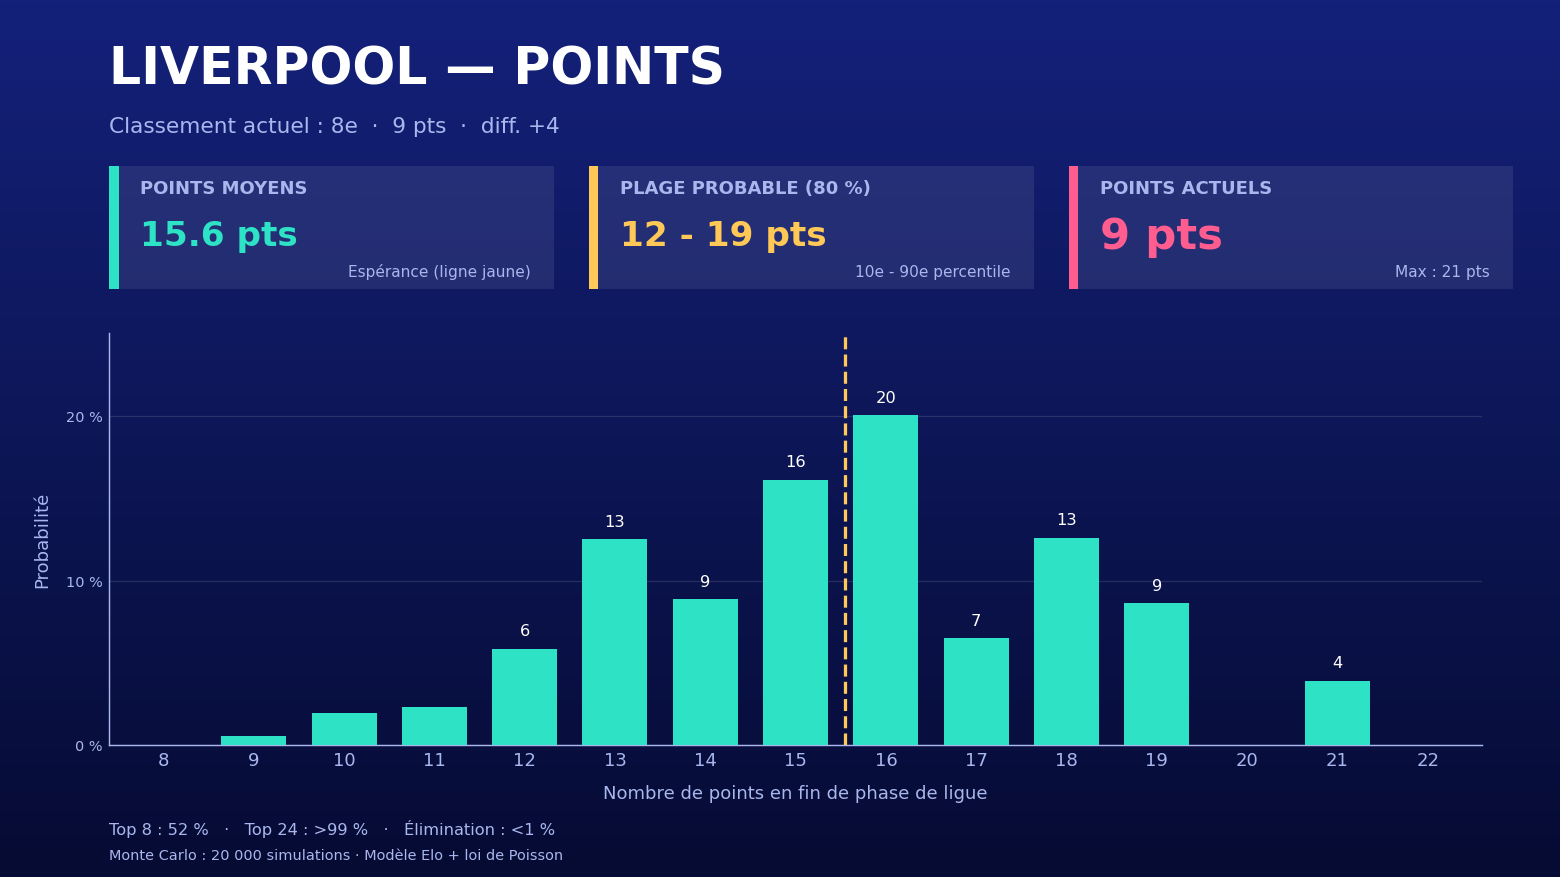 LIVERPOOL — POINTS
Classement actuel : 8e · 9 pts · diff. +4
POINTS MOYENS
15.6 pts
Espérance (ligne jaune)
PLAGE PROBABLE (80 %)
12 - 19 pts
10e - 90e percentile
POINTS ACTUELS
9 pts
Max : 21 pts
Probabilité
20 %
10 %
0 %
6
13
9
16
20
7
13
9
4
8 9 10 11 12 13 14 15 16 17 18 19 20 21 22
Nombre de points en fin de phase de ligue
Top 8 : 52 % · Top 24 : >99 % · Élimination : <1 %
Monte Carlo : 20 000 simulations · Modèle Elo + loi de Poisson